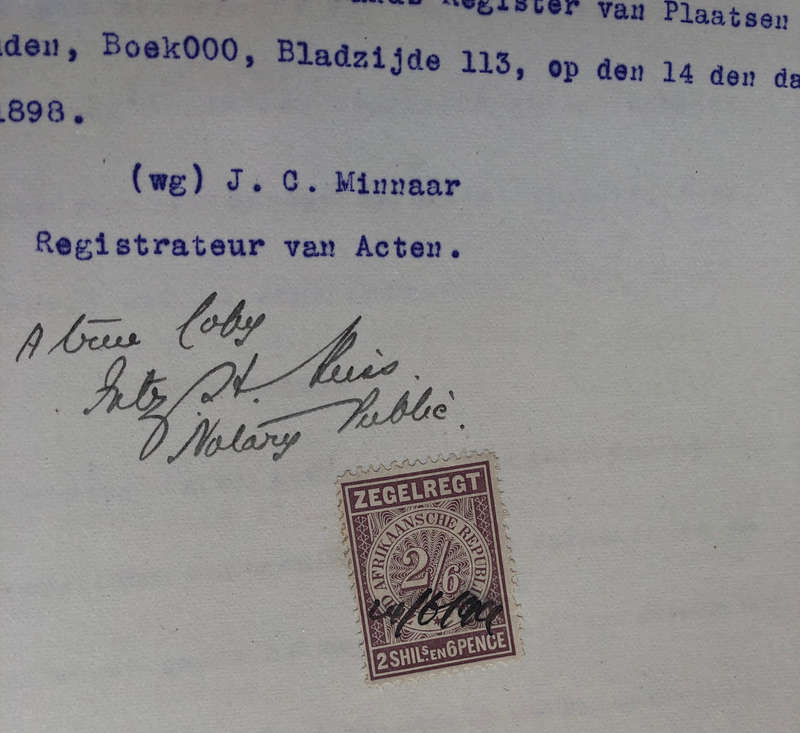 Register van Plaatsen
den, Boek000, Bladzijde 113, op den 14 den da
1898.
(wg) J. C. Minnaar
Registrateur van Acten.
A true Copy
Notary Public.
ZEGELREGT
AFRIKAANSCHE REPUBLI
2/6
2 SHILS. EN 6 PENCE